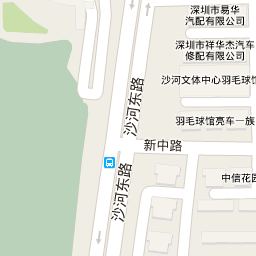 深圳市易华
汽配有限公司
深圳市祥华杰汽车
修配有限公司
沙河文体中心羽毛球
羽毛球馆亮车一族
沙河东路
新中路
沙河东路
中信花园